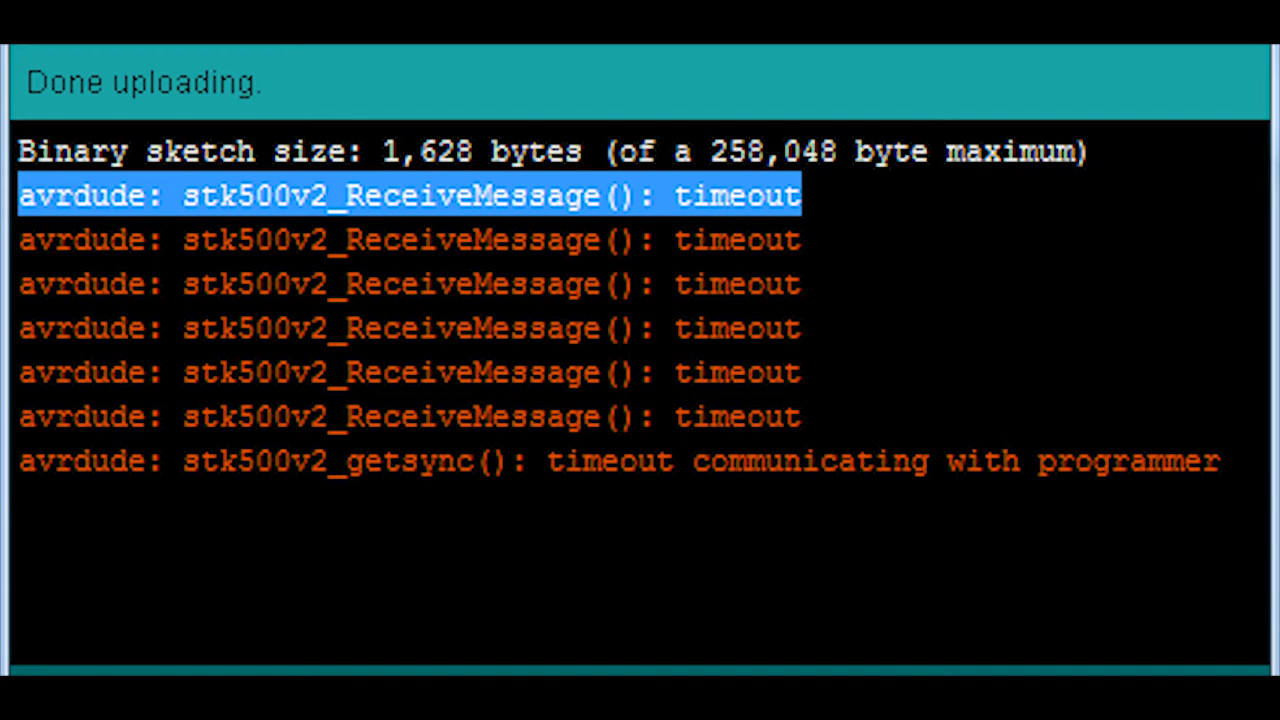 Done uploading.
Binary sketch size: 1,628 bytes (of a 258,048 byte maximum)
avrdude: stk500v2_ReceiveMessage(): timeout
avrdude: stk500v2_ReceiveMessage(): timeout
avrdude: stk500v2_ReceiveMessage(): timeout
avrdude: stk500v2_ReceiveMessage(): timeout
avrdude: stk500v2_ReceiveMessage(): timeout
avrdude: stk500v2_ReceiveMessage(): timeout
avrdude: stk500v2_getsync(): timeout communicating with programmer